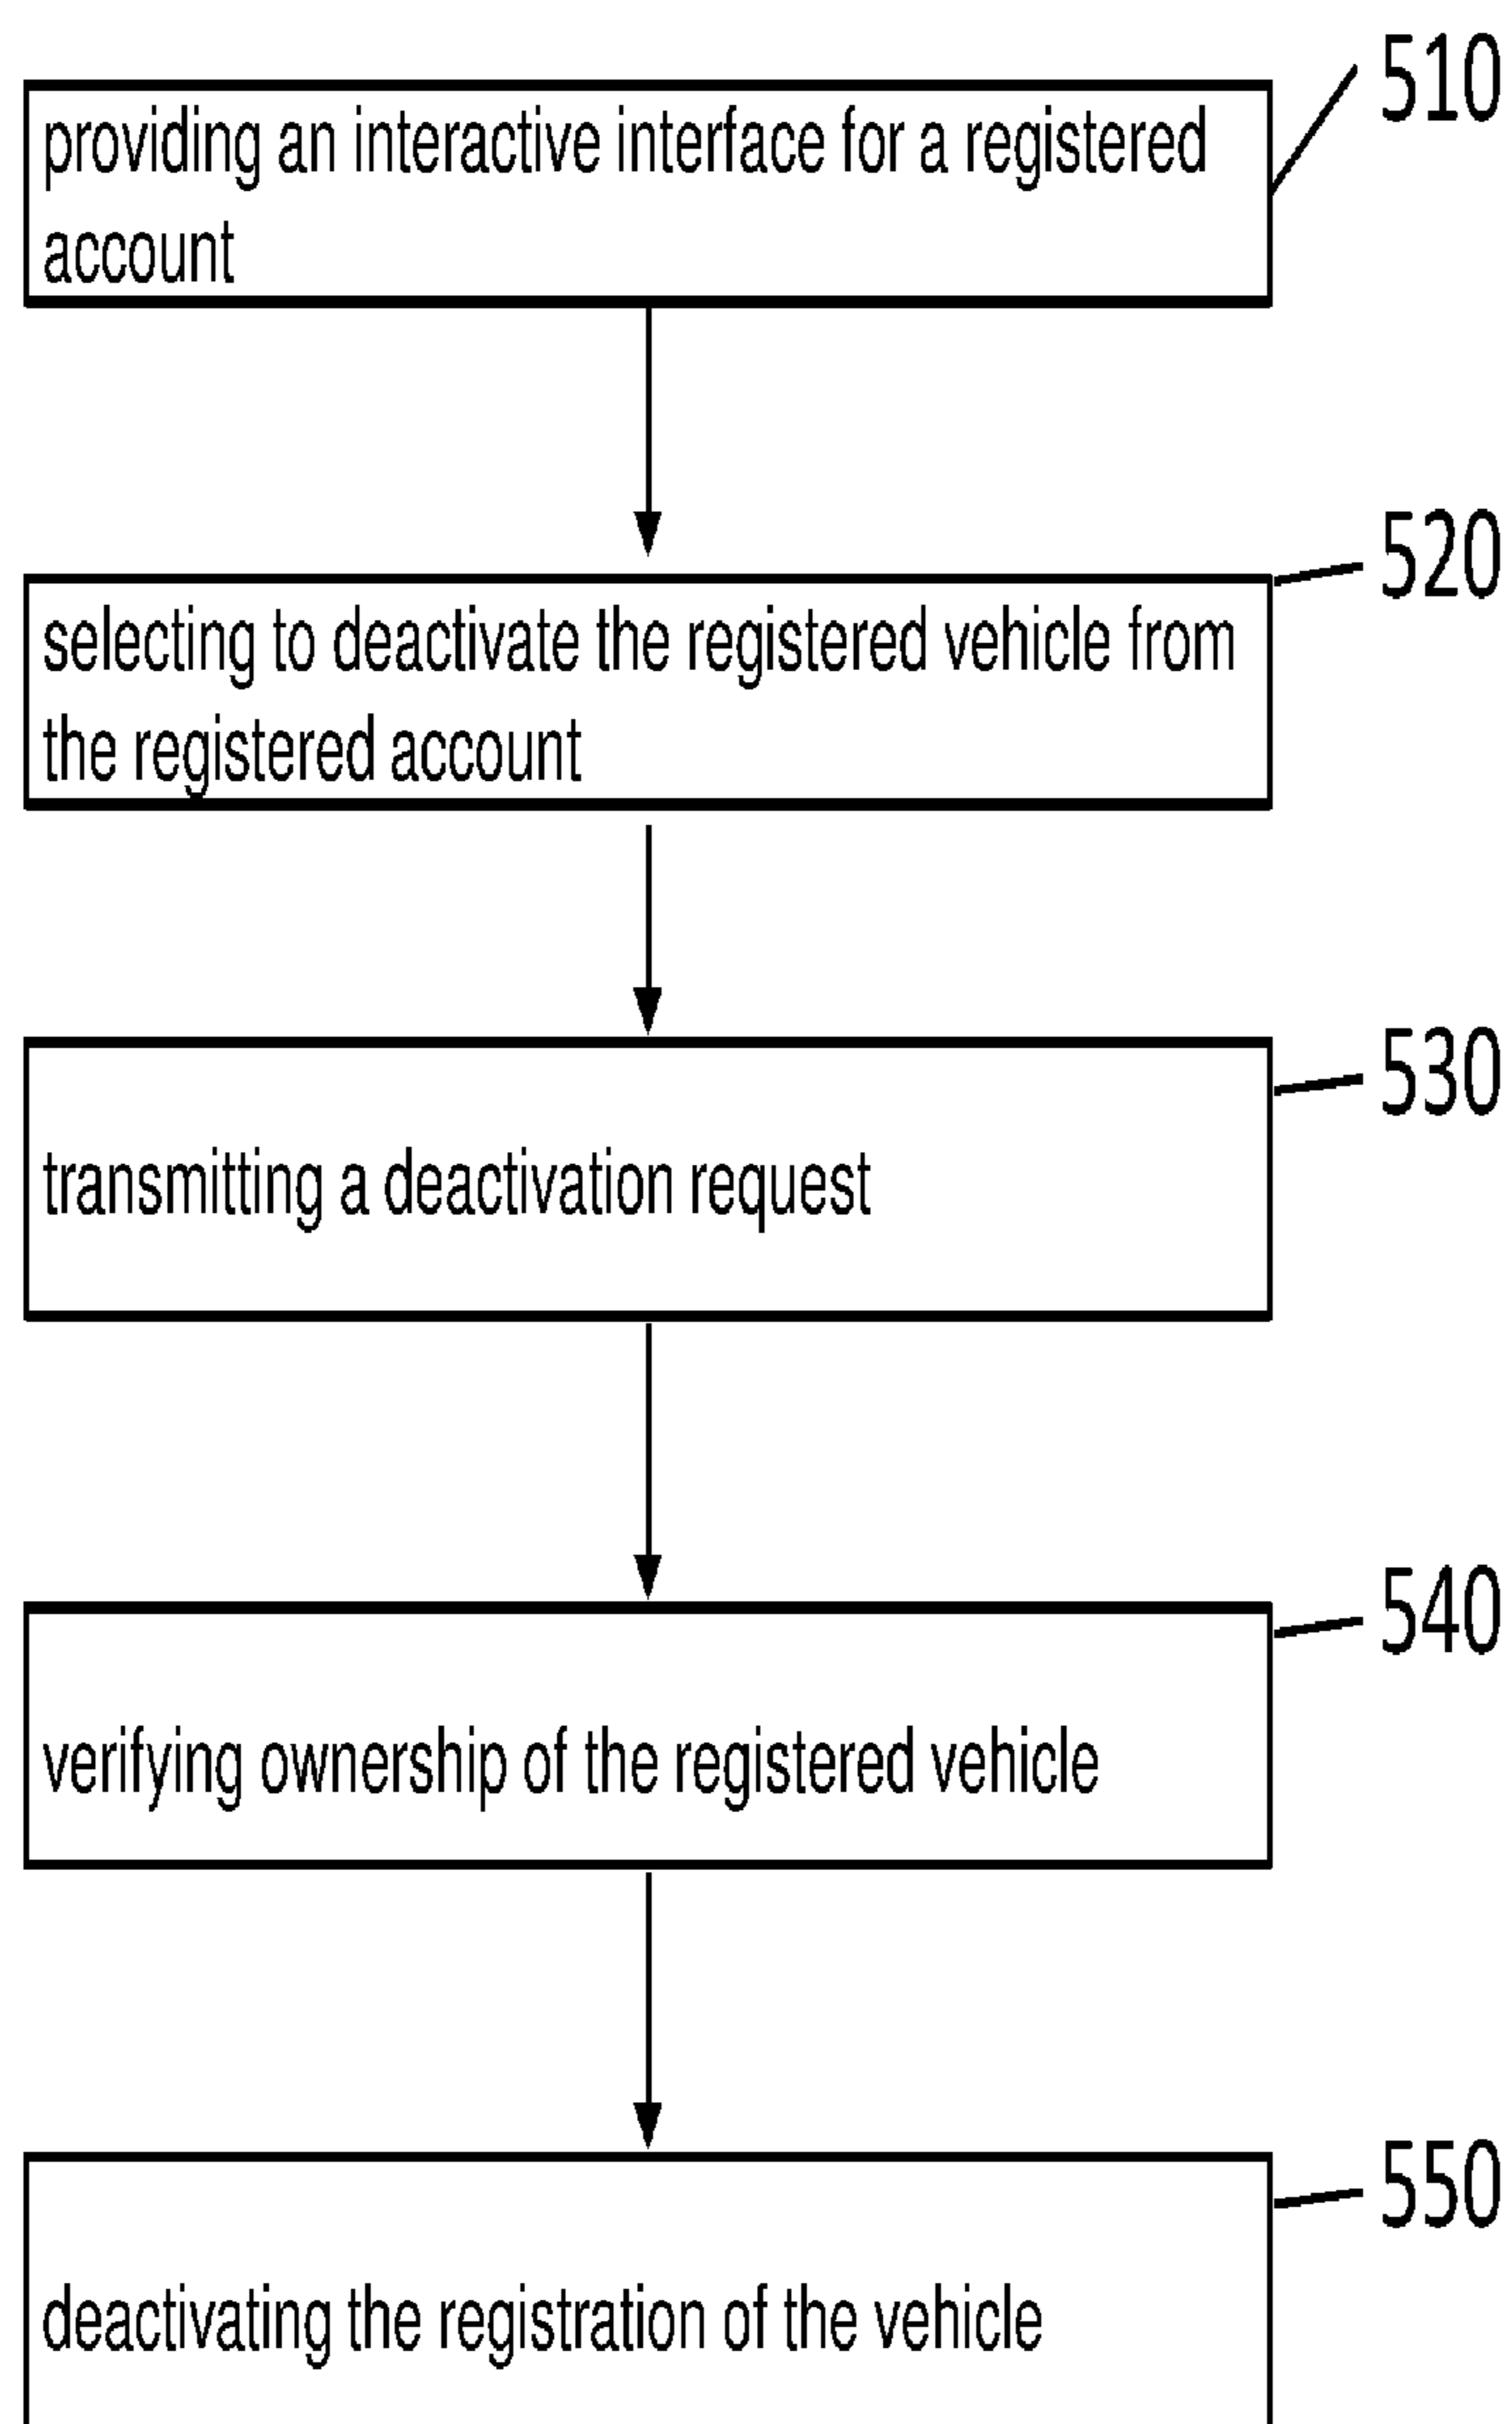 510
providing an interactive interface for a registered
account
520
selecting to deactivate the registered vehicle from
the registered account
530
transmitting a deactivation request
540
verifying ownership of the registered vehicle
550
deactivating the registration of the vehicle